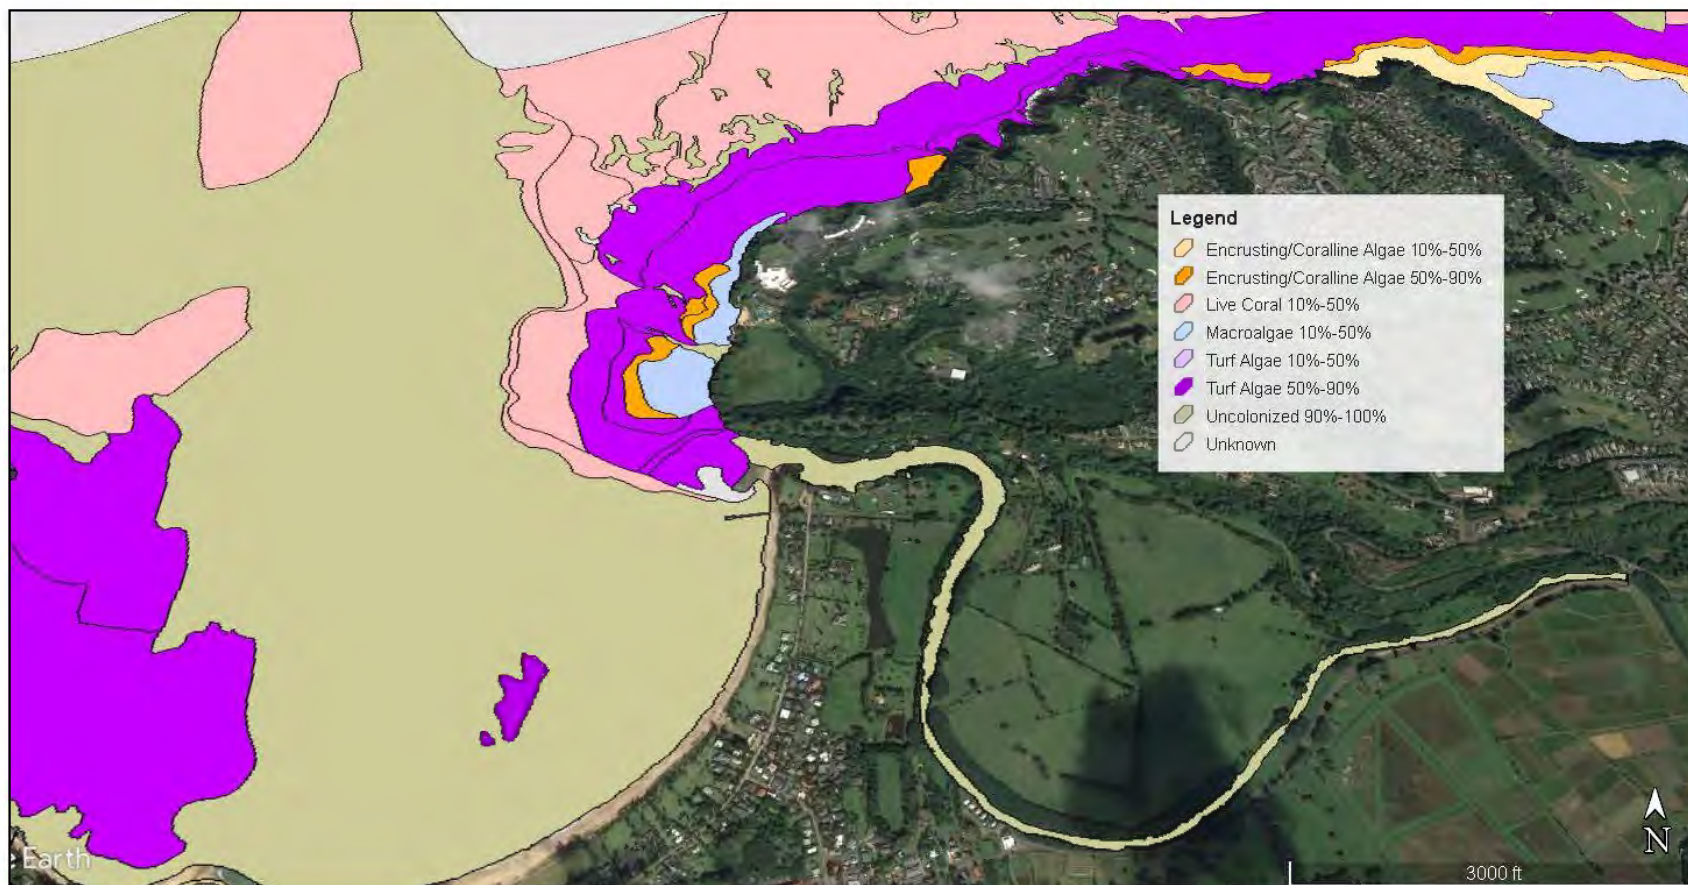 Legend
Encrusting/Coralline Algae 10%-50%
Encrusting/Coralline Algae 50%-90%
Live Coral 10%-50%
Macroalgae 10%-50%
Turf Algae 10%-50%
Turf Algae 50%-90%
Uncolonized 90%-100%
Unknown
e Earth
N
3000 ft